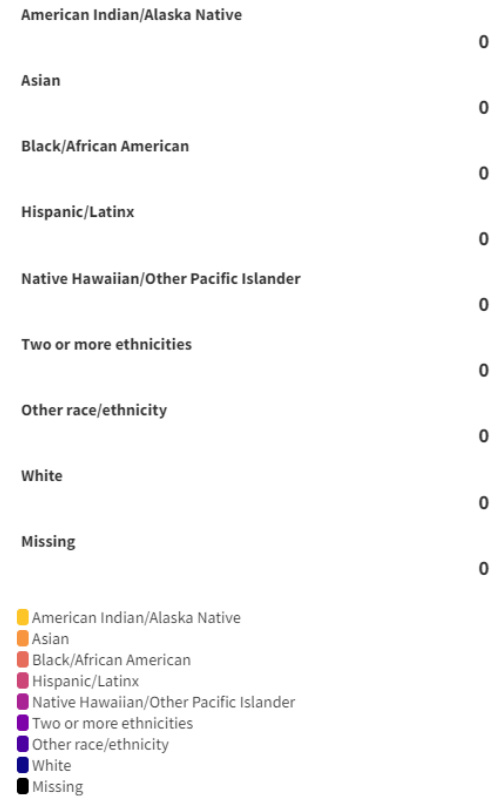 American Indian/Alaska Native
0
Asian
0
Black/African American
0
Hispanic/Latinx
0
Native Hawaiian/Other Pacific Islander
0
Two or more ethnicities
0
Other race/ethnicity
0
White
0
Missing
0
American Indian/Alaska Native
Asian
Black/African American
Hispanic/Latinx
Native Hawaiian/Other Pacific Islander
Two or more ethnicities
Other race/ethnicity
White
Missing